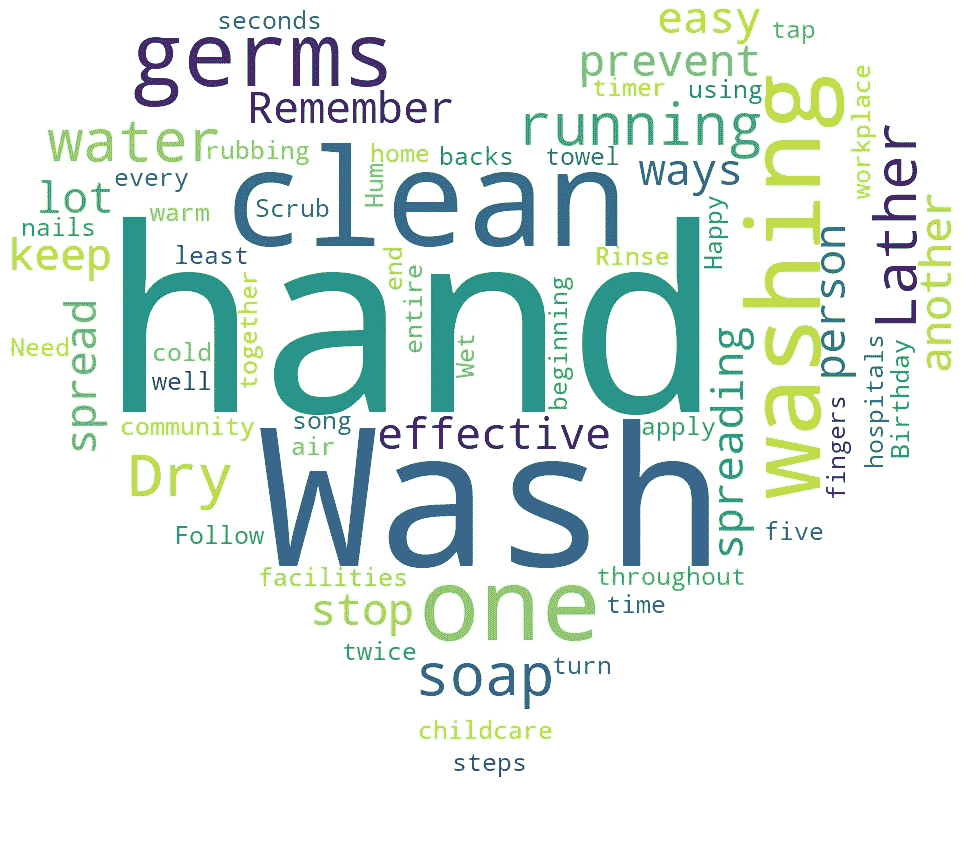 seconds
easy
tap
germs
prevent
Remember
timer
using
workplace
water
running
washing
Lather
rubbing
home
backs
towel
ways
every
clean
Hum
lot
warm
Scrub
Happy
another
nails
keep
least
hand
end
Rinse
person
together
entire
beginning
spread
Need
cold
Wet
well
spreading
hospitals
Birthday
fingers
community
song
effective
apply
air
Dry
Wash
Follow
five
facilities
throughout
stop
one
time
twice
soap
turn
childcare
steps